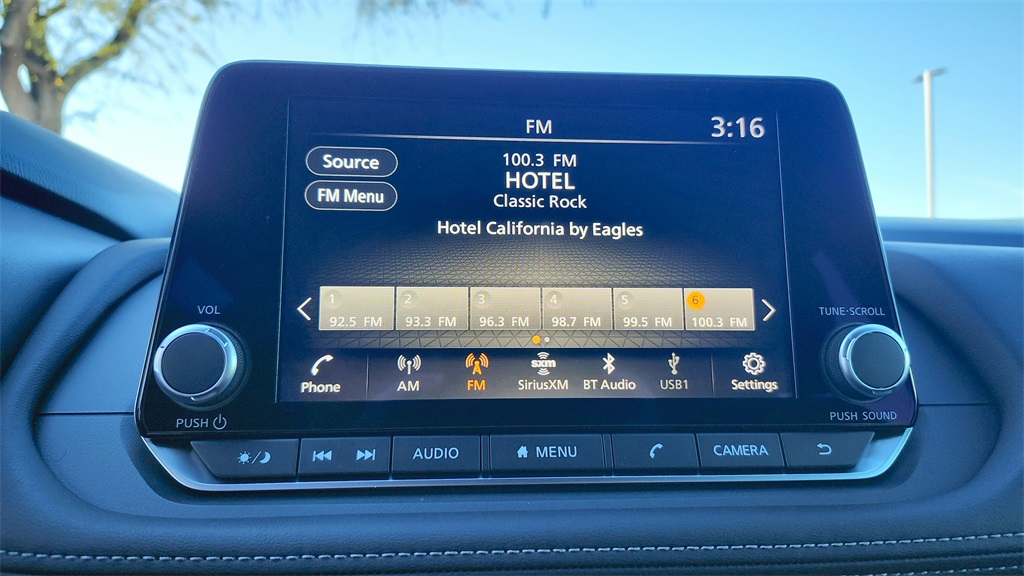 FM
3:16
Source
100.3 FM
HOTEL
FM Menu
Classic Rock
Hotel California by Eagles
1 2 3 4 5 6
92.5 FM 93.3 FM 96.3 FM 98.7 FM 99.5 FM 100.3 FM
VOL
TUNE·SCROLL
sxm
Phone AM FM SiriusXM BT Audio USB1 Settings
PUSH
PUSH SOUND
AUDIO MENU CAMERA